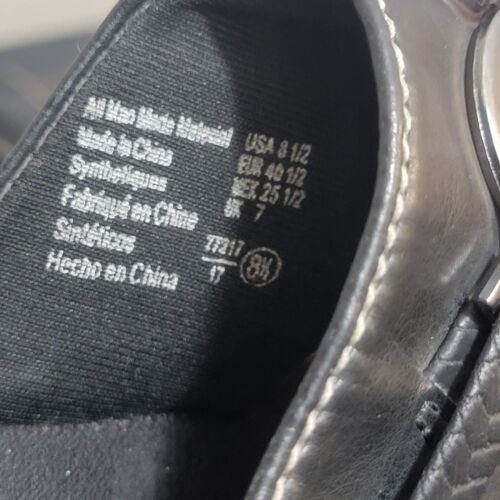 All Man Made Material
Made in China
Synthétiques
Fabriqué en Chine
Sintéticos
Hecho en China
USA 8 1/2
EUR 40 1/2
MEX 25 1/2
UK 7
77317
17
8½